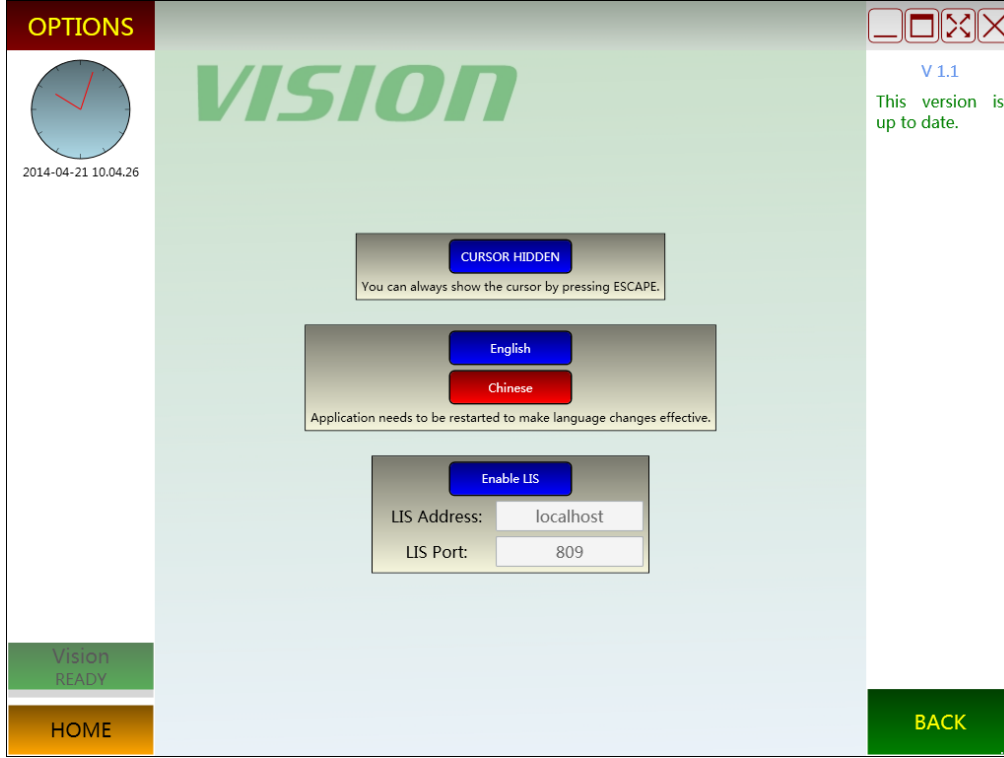 OPTIONS
2014-04-21 10.04.26
VISION
V 1.1
This version is
up to date.
CURSOR HIDDEN
You can always show the cursor by pressing ESCAPE.
English
Chinese
Application needs to be restarted to make language changes effective.
Enable LIS
LIS Address: localhost
LIS Port: 809
Vision
READY
HOME
BACK